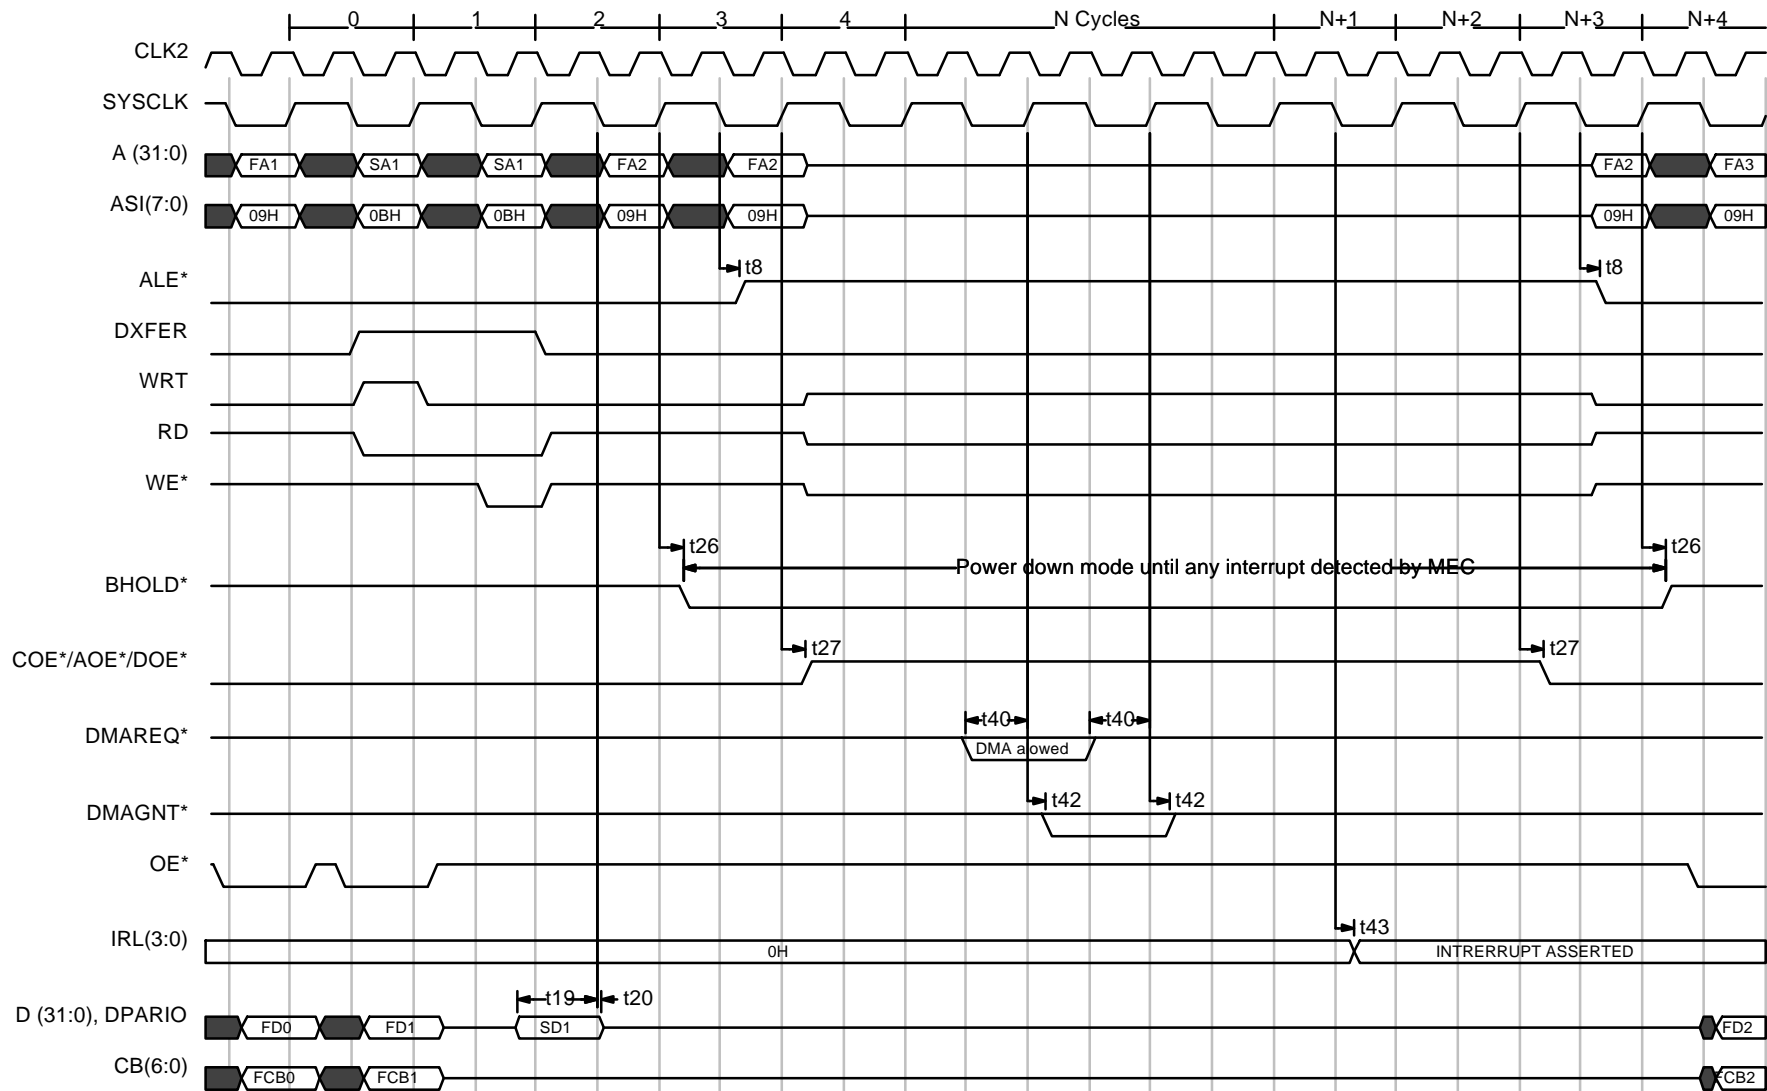 0 1 2 3 4 N Cycles N+1 N+2 N+3 N+4
CLK2
SYSCLK
A (31:0) FA1 SA1 SA1 FA2 FA2 FA2 FA3
ASI(7:0) 09H 0BH 0BH 09H 09H 09H 09H
ALE* t8 t8
DXFER
WRT
RD
WE*
t26 t26
BHOLD* Power down mode until any interrupt detected by MEC
COE*/AOE*/DOE* t27 t27
t40 t40
DMAREQ* DMA alowed
DMAGNT* t42 t42
OE*
t43
IRL(3:0) 0H INTRERRUPT ASSERTED
t19 t20
D (31:0), DPARIO FD0 FD1 SD1 FD2
CB(6:0) FCB0 FCB1 FCB2